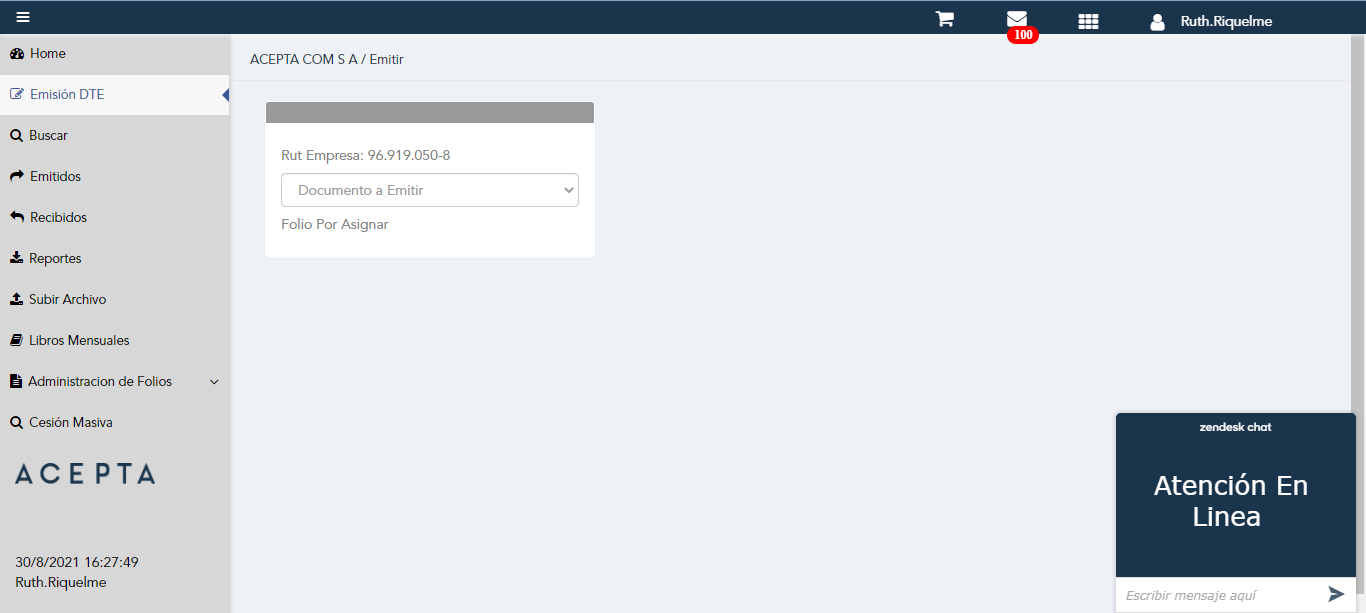 100
Ruth.Riquelme
Home
Emisión DTE
Buscar
Emitidos
Recibidos
Reportes
Subir Archivo
Libros Mensuales
Administracion de Folios
Cesión Masiva
ACEPTA
30/8/2021 16:27:49
Ruth.Riquelme
ACEPTA COM S A / Emitir
Rut Empresa: 96.919.050-8
Documento a Emitir
Folio Por Asignar
zendesk chat
Atención En
Linea
Escribir mensaje aquí